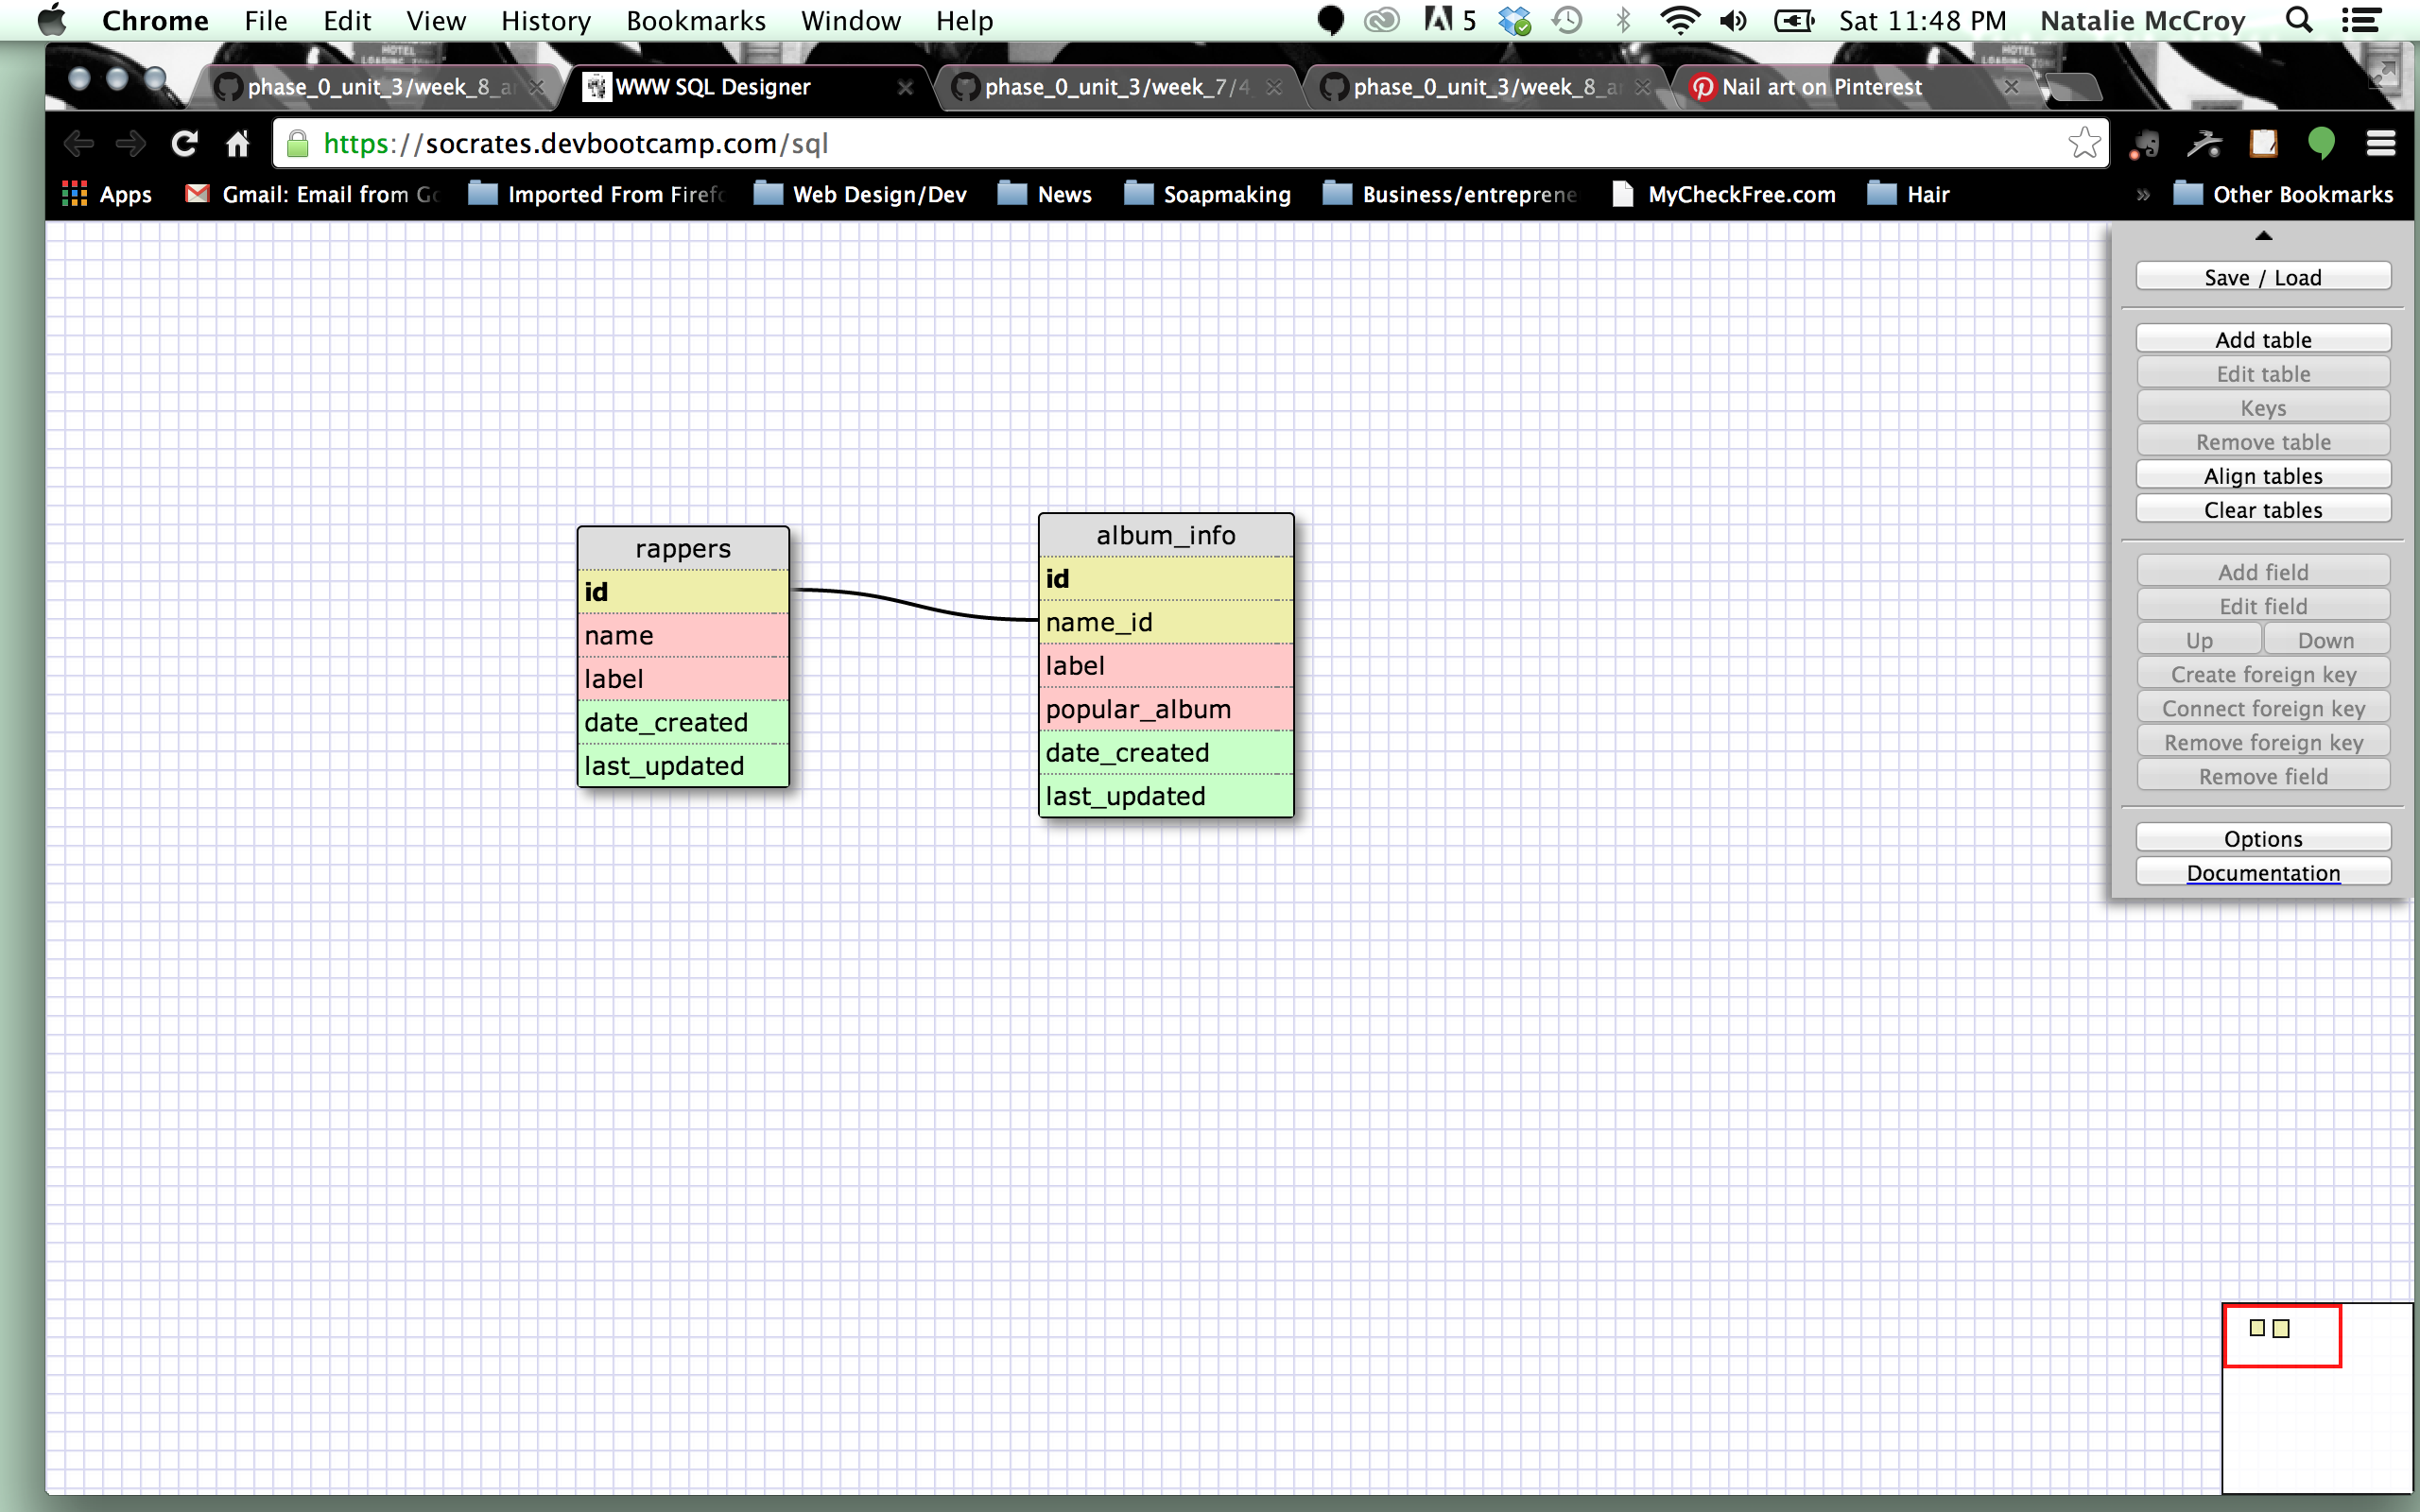 Chrome File Edit View History Bookmarks Window Help 5 Sat 11:48 PM Natalie McCroy
phase_0_unit_3/week_8_a WWW SQL Designer phase_0_unit_3/week_7/4 phase_0_unit_3/week_8_a Nail art on Pinterest
https://socrates.devbootcamp.com/sql
Apps Gmail: Email from Go Imported From Firefo Web Design/Dev News Soapmaking Business/entreprene MyCheckFree.com Hair » Other Bookmarks
Save / Load
Add table
Edit table
Keys
Remove table
Align tables
Clear tables
Add field
Edit field
Up Down
Create foreign key
Connect foreign key
Remove foreign key
Remove field
Options
Documentation
rappers
id
name
label
date_created
last_updated
album_info
id
name_id
label
popular_album
date_created
last_updated